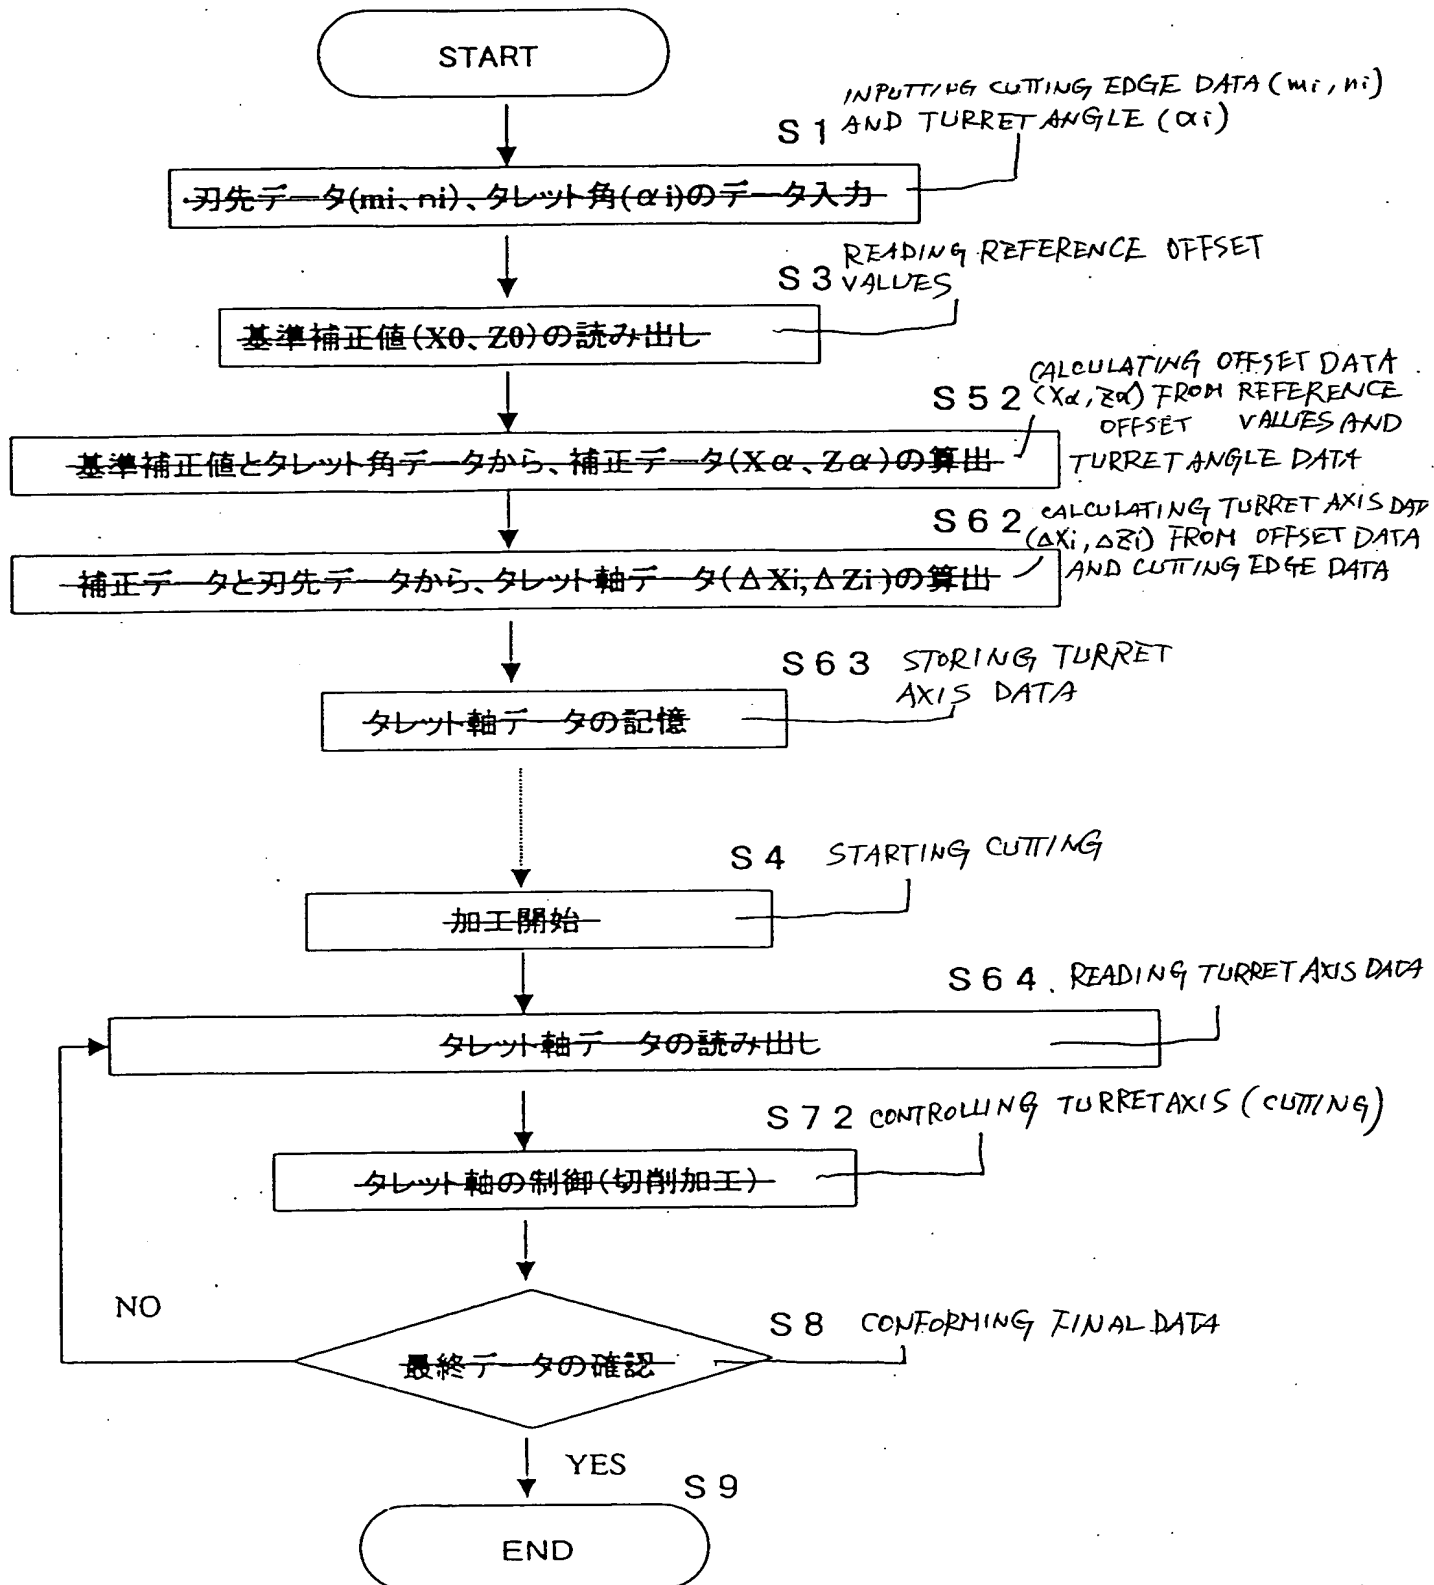 START
INPUTTING CUTTING EDGE DATA (mi, ni)
S1 AND TURRET ANGLE (αi)
刃先データ(mi、ni)、タレット角(αi)のデータ入力
READING REFERENCE OFFSET
S3 VALUES
基準補正値(X0、Z0)の読み出し
CALCULATING OFFSET DATA
S52 (Xα, Zα) FROM REFERENCE
OFFSET VALUES AND
TURRET ANGLE DATA
基準補正値とタレット角データから、補正データ(Xα、Zα)の算出
S62 CALCULATING TURRET AXIS DAT
(ΔXi, ΔZi) FROM OFFSET DATA
AND CUTTING EDGE DATA
補正データと刃先データから、タレット軸データ(ΔXi,ΔZi)の算出
S63 STORING TURRET
AXIS DATA
タレット軸データの記憶
S4 STARTING CUTTING
加工開始
S64. READING TURRET AXIS DATA
タレット軸データの読み出し
S72 CONTROLLING TURRET AXIS (CUTTING)
タレット軸の制御(切削加工)
NO
S8 CONFORMING FINAL DATA
最終データの確認
YES
S9
END